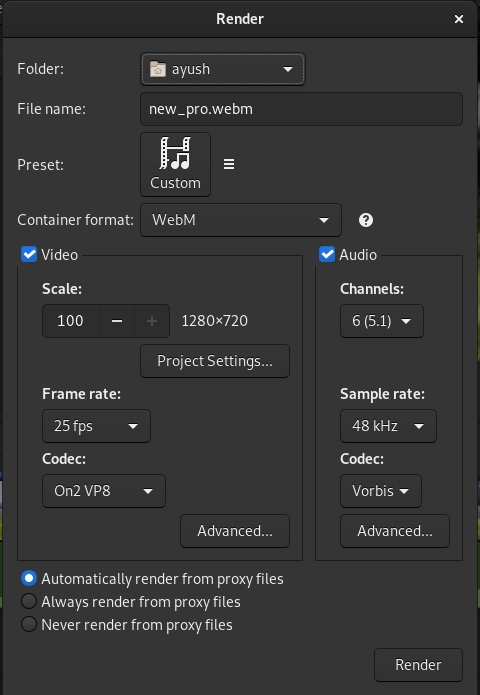 Render
Folder: ayush
File name: new_pro.webm
Preset: Custom
Container format: WebM
Video
Scale:
100 1280×720
Project Settings...
Frame rate:
25 fps
Codec:
On2 VP8
Advanced...
Audio
Channels:
6 (5.1)
Sample rate:
48 kHz
Codec:
Vorbis
Advanced...
Automatically render from proxy files
Always render from proxy files
Never render from proxy files
Render